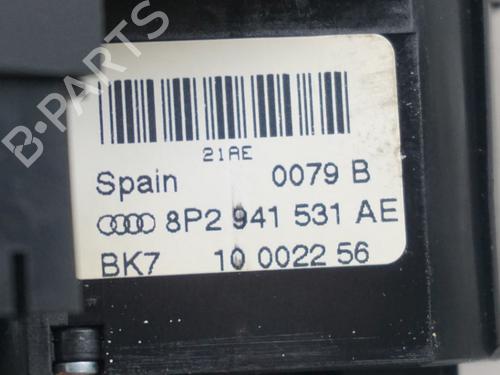 B-PARTS
21AE
Spain 0079 B
8P2 941 531 AE
BK7 10 0022 56